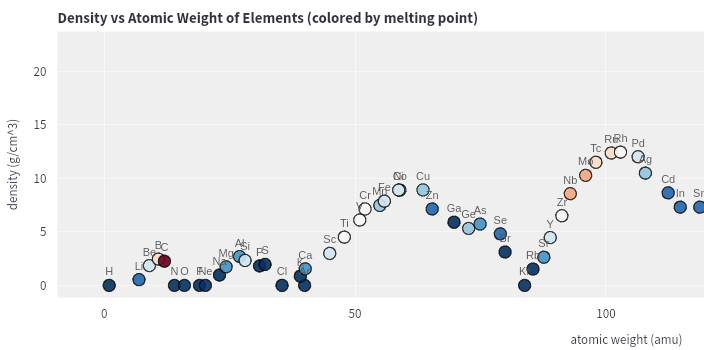 Density vs Atomic Weight of Elements (colored by melting point)
density (g/cm^3)
20
15
10
5
0
0
50
100
atomic weight (amu)
H
Li
Be
B
C
N
O
F
Ne
Na
Mg
Al
Si
P
S
Cl
K
Ca
Sc
Ti
V
Cr
Mn
Fe
Co
Ni
Cu
Zn
Ga
Ge
As
Se
Br
Kr
Rb
Sr
Y
Zr
Nb
Mo
Tc
Ru
Rh
Pd
Ag
Cd
In
Sn